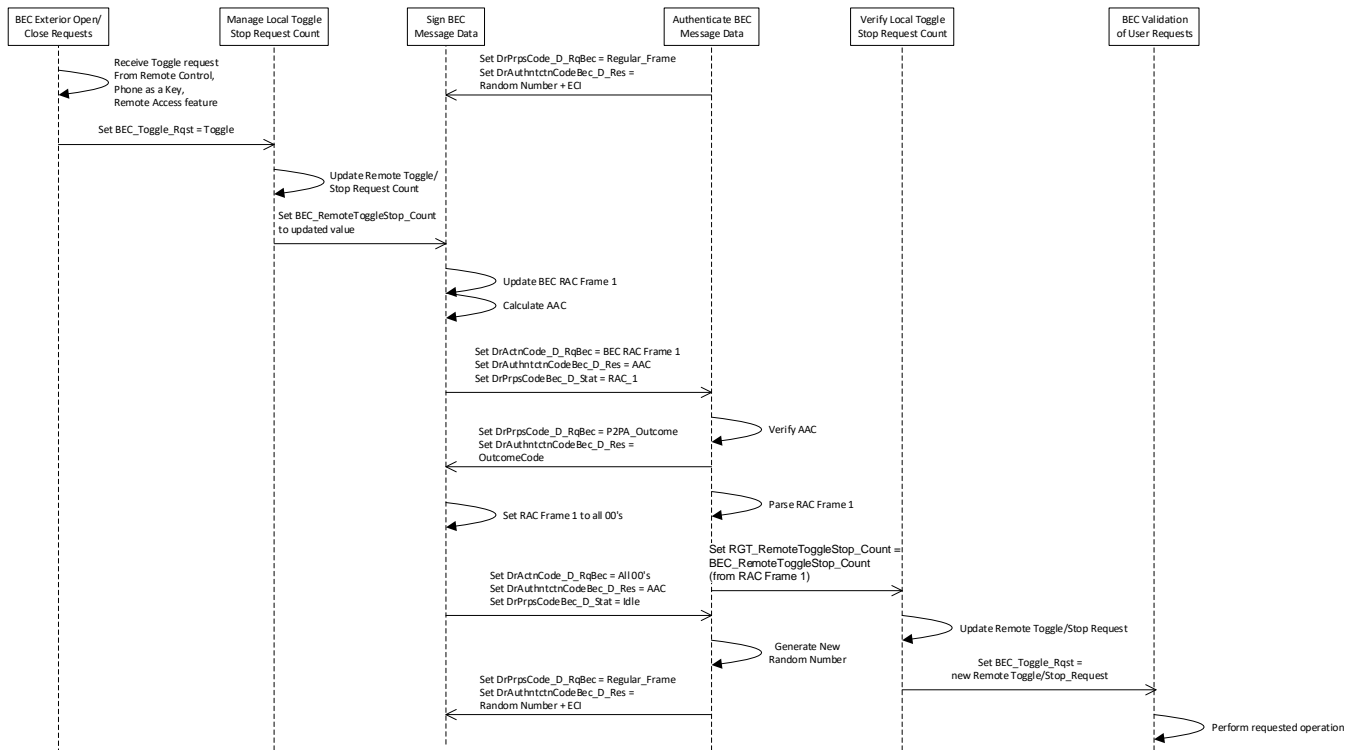 BEC Exterior Open/
Close Requests
Manage Local Toggle
Stop Request Count
Sign BEC
Message Data
Authenticate BEC
Message Data
Verify Local Toggle
Stop Request Count
BEC Validation
of User Requests
Receive Toggle request
From Remote Control,
Phone as a Key,
Remote Access feature
Set DrPrpsCode_D_RqBec = Regular_Frame
Set DrAuthntctnCodeBec_D_Res =
Random Number + ECI
Set BEC_Toggle_Rqst = Toggle
Update Remote Toggle/
Stop Request Count
Set BEC_RemoteToggleStop_Count
to updated value
Update BEC RAC Frame 1
Calculate AAC
Set DrActnCode_D_RqBec = BEC RAC Frame 1
Set DrAuthntctnCodeBec_D_Res = AAC
Set DrPrpsCodeBec_D_Stat = RAC_1
Verify AAC
Set DrPrpsCode_D_RqBec = P2PA_Outcome
Set DrAuthntctnCodeBec_D_Res =
OutcomeCode
Parse RAC Frame 1
Set RAC Frame 1 to all 00's
Set RGT_RemoteToggleStop_Count =
BEC_RemoteToggleStop_Count
(from RAC Frame 1)
Set DrActnCode_D_RqBec = All 00's
Set DrAuthntctnCodeBec_D_Res = AAC
Set DrPrpsCodeBec_D_Stat = Idle
Update Remote Toggle/Stop Request
Generate New
Random Number
Set BEC_Toggle_Rqst =
new Remote Toggle/Stop_Request
Set DrPrpsCode_D_RqBec = Regular_Frame
Set DrAuthntctnCodeBec_D_Res =
Random Number + ECI
Perform requested operation